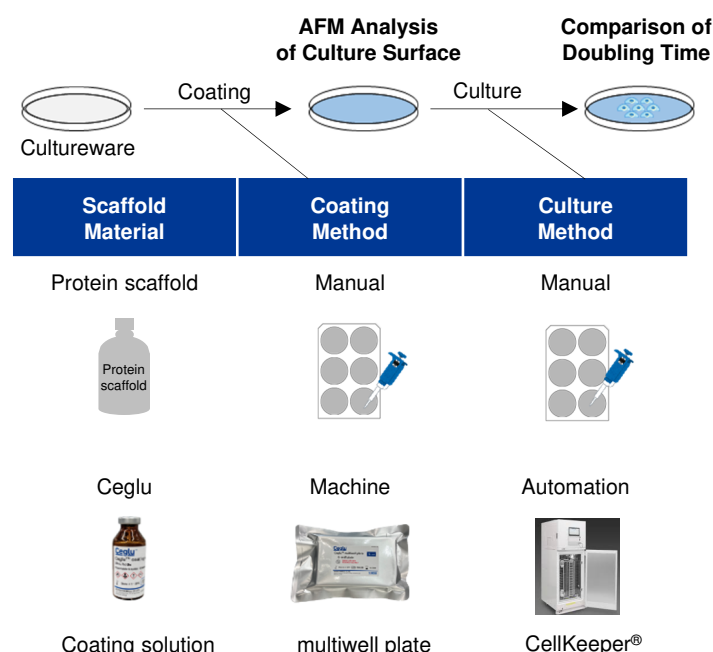 AFM Analysis
of Culture Surface
Comparison of
Doubling Time
Coating
Culture
Cultureware
Scaffold
Material
Coating
Method
Culture
Method
Protein scaffold
Manual
Manual
Protein
scaffold
Ceglu
Machine
Automation
Ceglu
Ceglu
Coating solution
multiwell plate
CellKeeper®